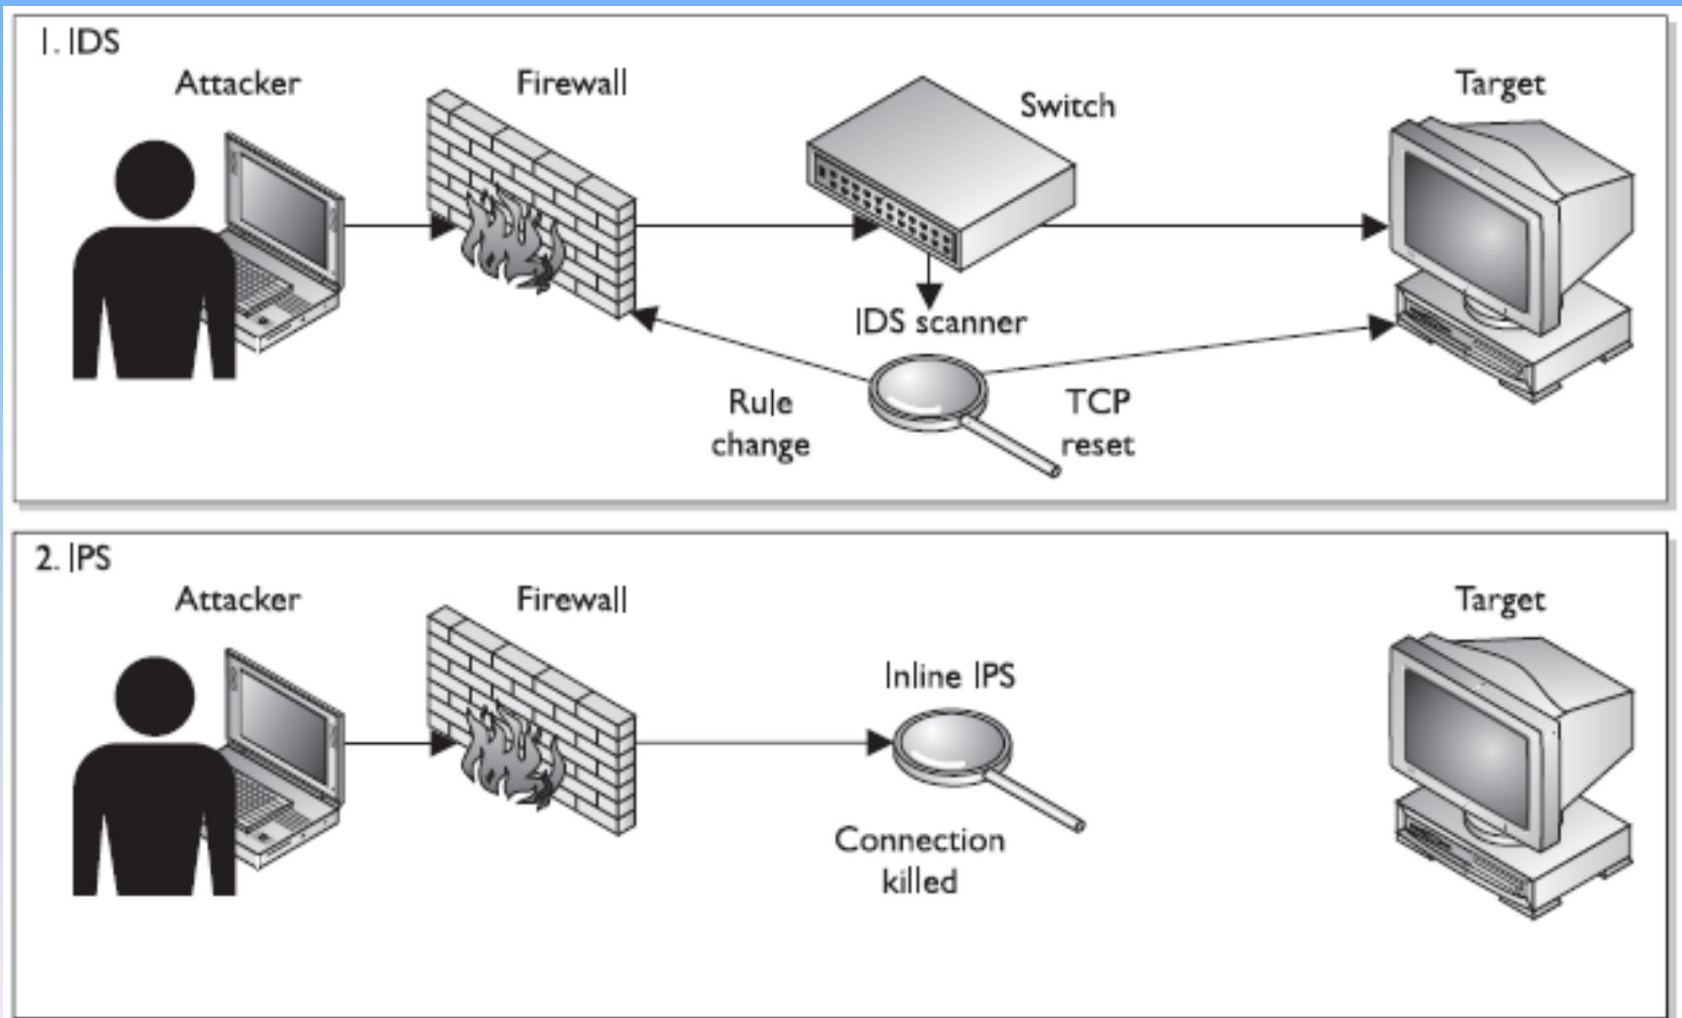 1. IDS
Attacker
Firewall
Switch
Target
IDS scanner
Rule
change
TCP
reset
2. IPS
Attacker
Firewall
Target
Inline IPS
Connection
killed